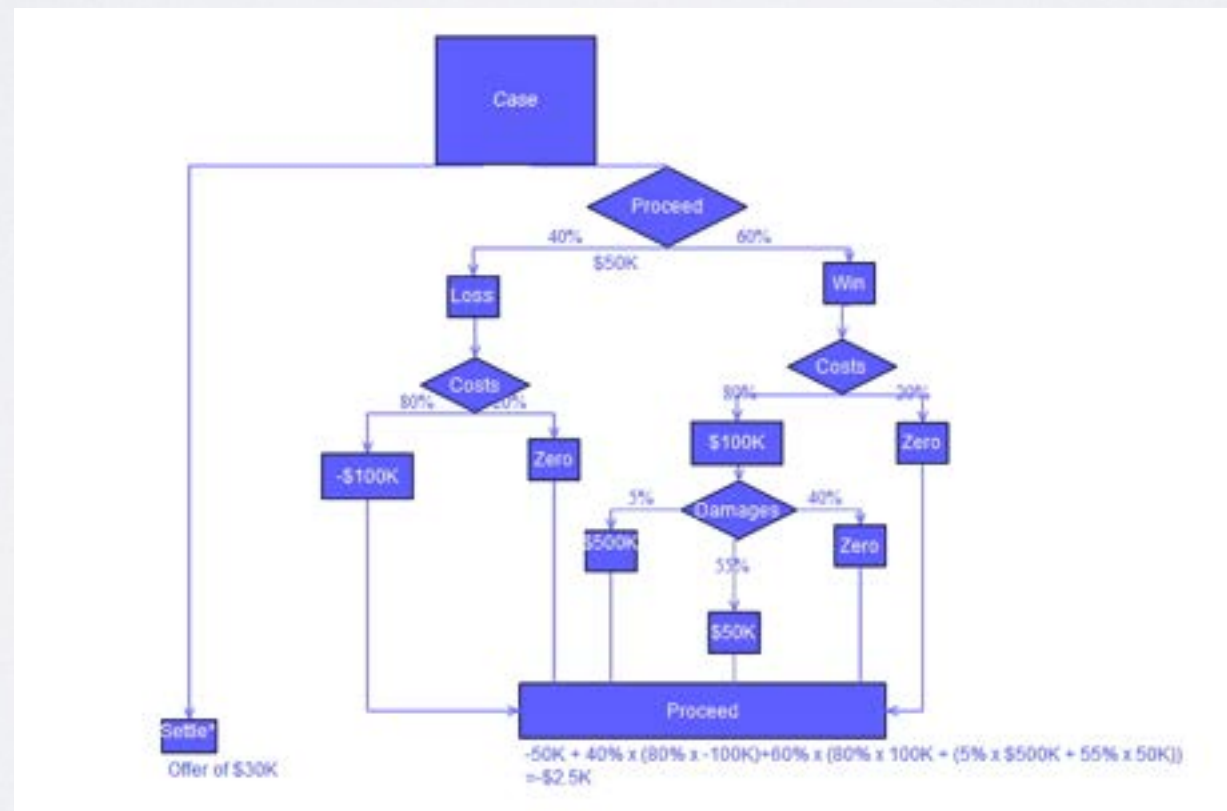 Case
Proceed
40%
60%
$50K
Loss
Win
Costs
Costs
80%
20%
80%
20%
-$100K
Zero
$100K
Zero
5%
Damages
40%
$500K
Zero
55%
$50K
Proceed
Settle*
Offer of $30K
-50K + 40% x (80% x -100K)+60% x (80% x 100K + (5% x $500K + 55% x 50K))
=-$2.5K